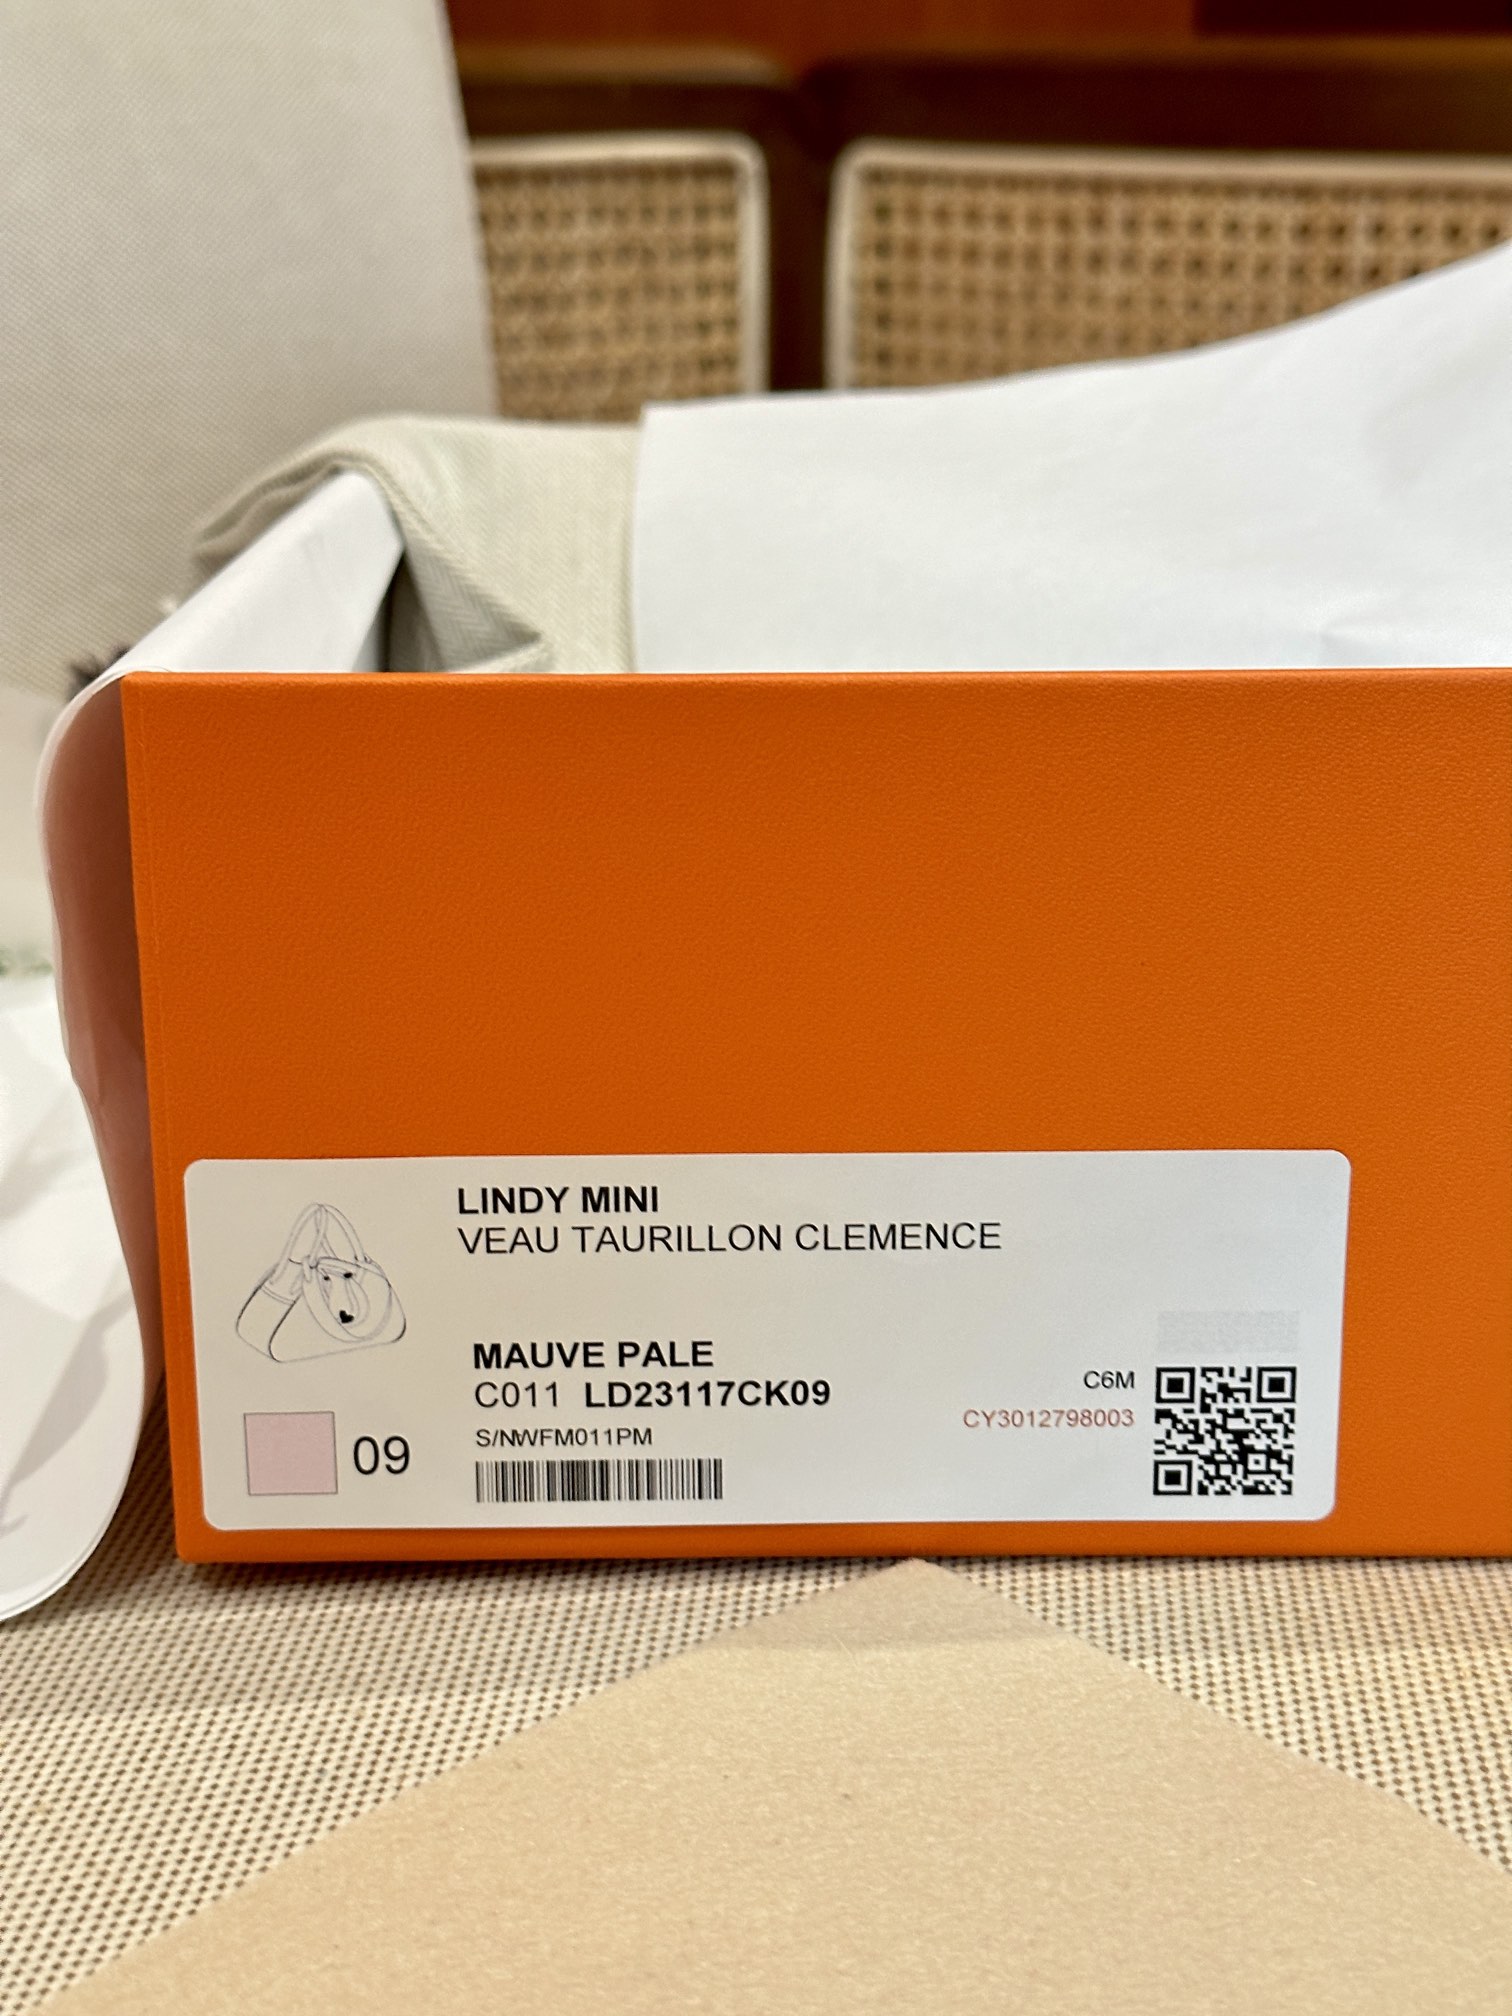 LINDY MINI
VEAU TAURILLON CLEMENCE
MAUVE PALE
C011 LD23117CK09
S/NWFM011PM
09
C6M
CY3012798003